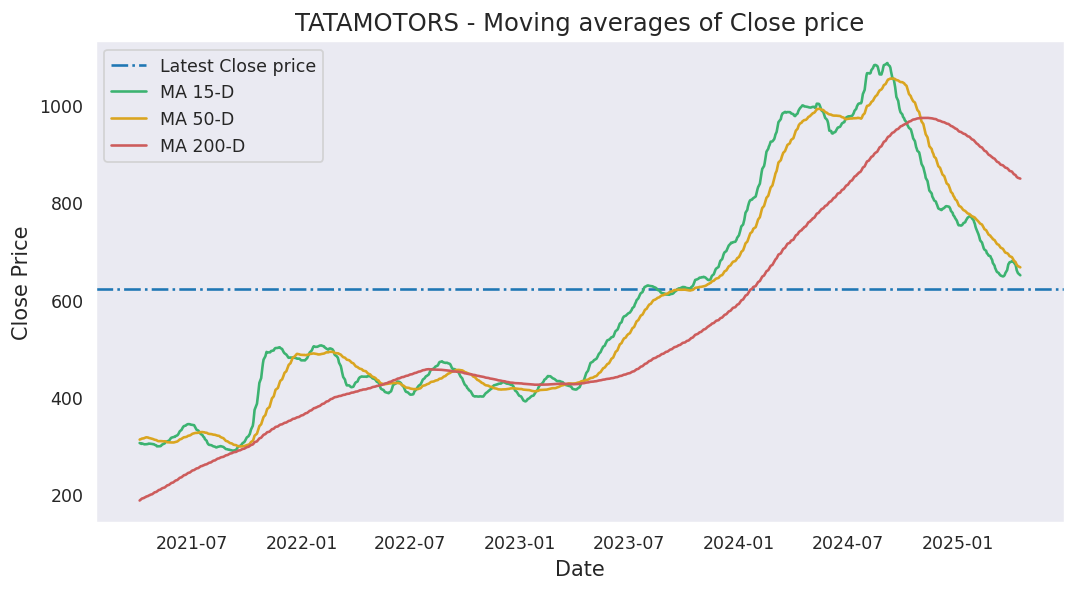 TATAMOTORS - Moving averages of Close price
Latest Close price
MA 15-D
MA 50-D
MA 200-D
Close Price
1000
800
600
400
200
2021-07
2022-01
2022-07
2023-01
2023-07
2024-01
2024-07
2025-01
Date